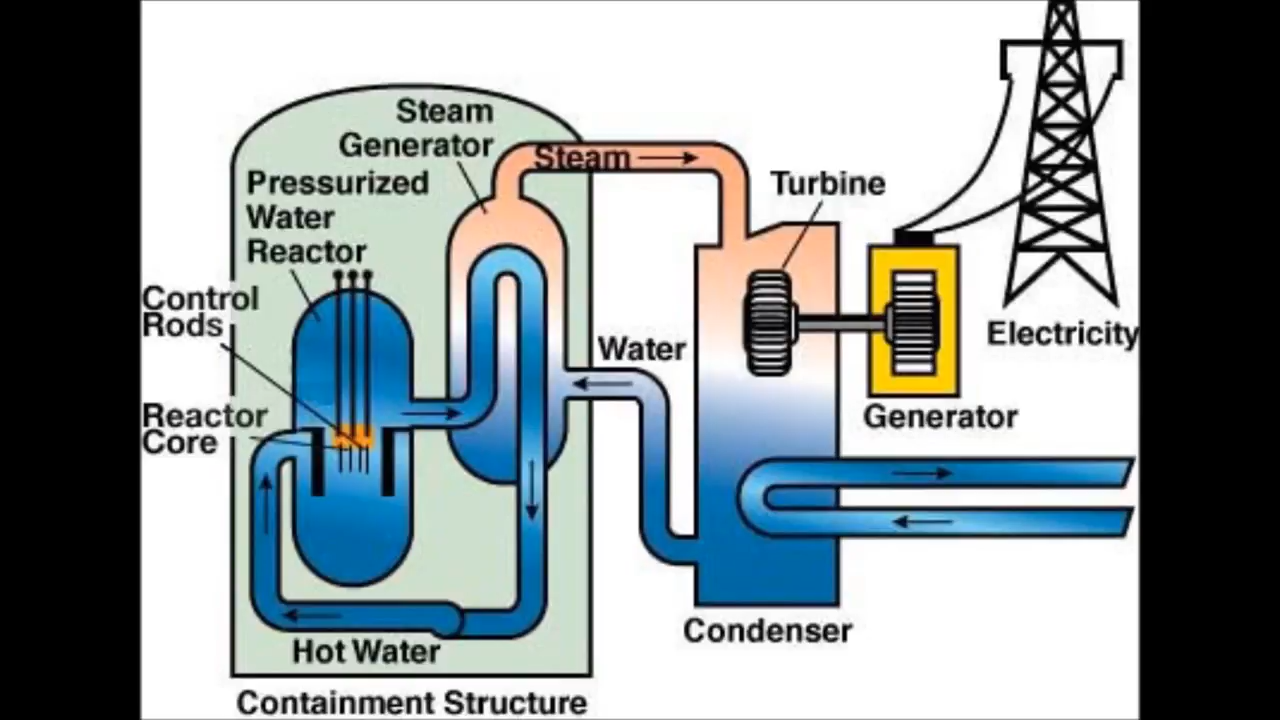 Steam
Generator
Steam
Pressurized
Water
Reactor
Turbine
Control
Rods
Electricity
Water
Reactor
Core
Generator
Condenser
Hot Water
Containment Structure